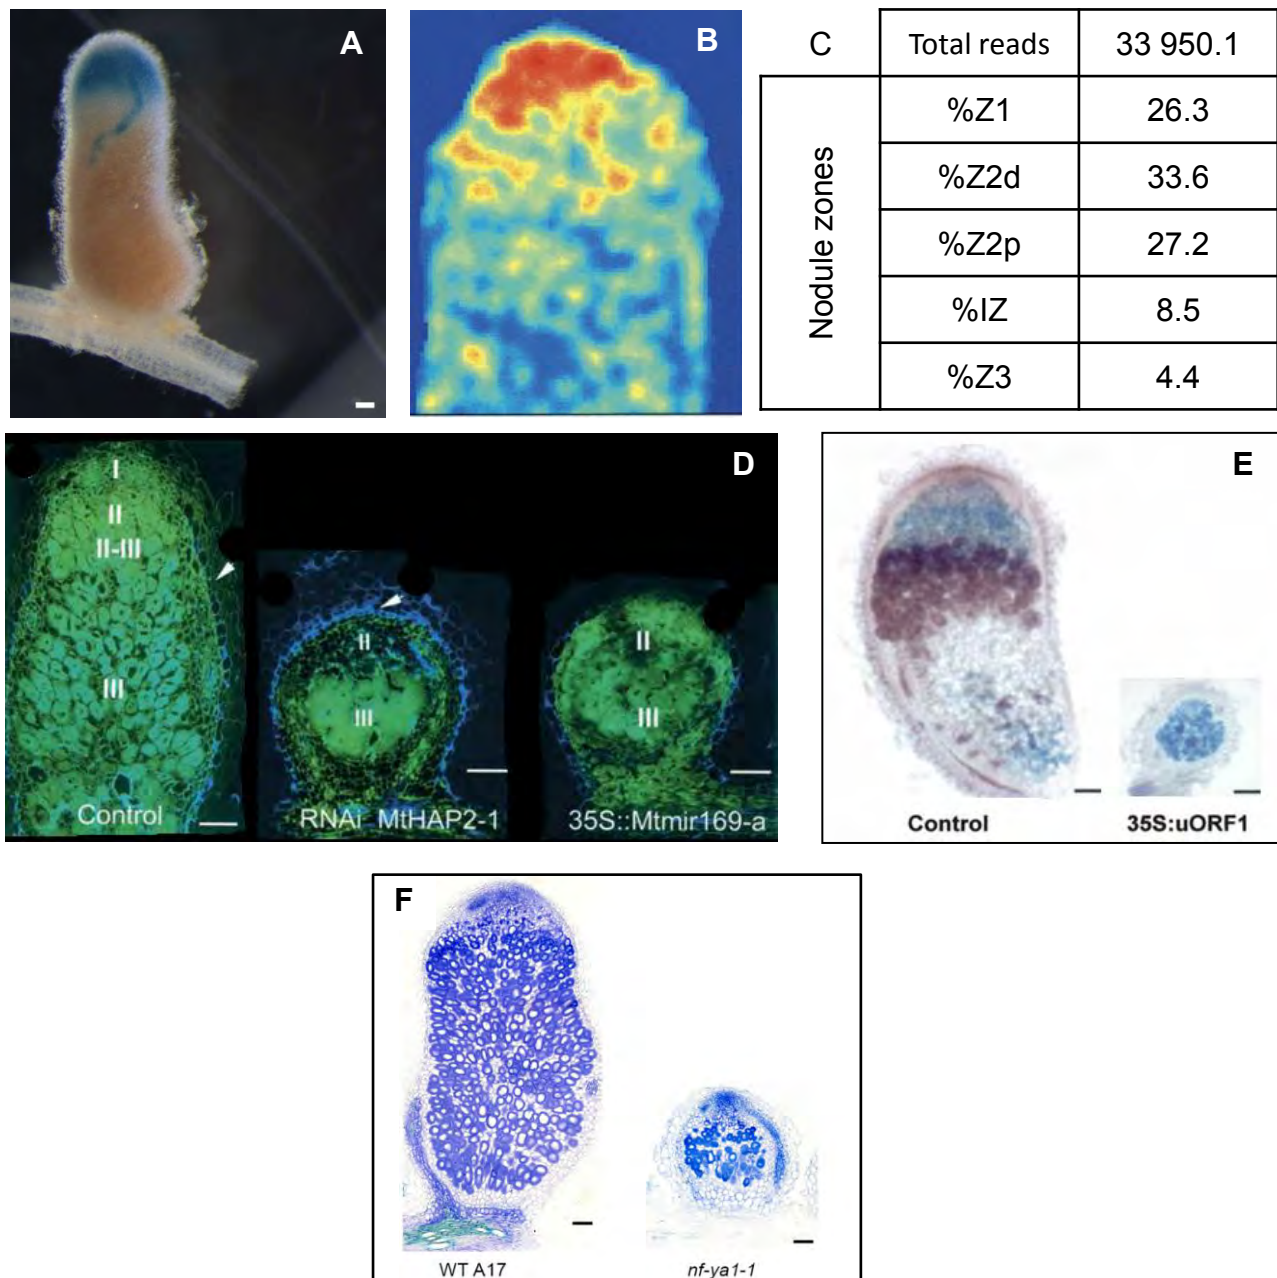 A
B
C
Total reads 33 950.1
Nodule zones
%Z1 26.3
%Z2d 33.6
%Z2p 27.2
%IZ 8.5
%Z3 4.4
D
I
II
II-III
III
Control
II
III
RNAi MtHAP2-1
II
III
35S::Mtmir169-a
E
Control
35S:uORF1
F
WT A17
nf-ya1-1